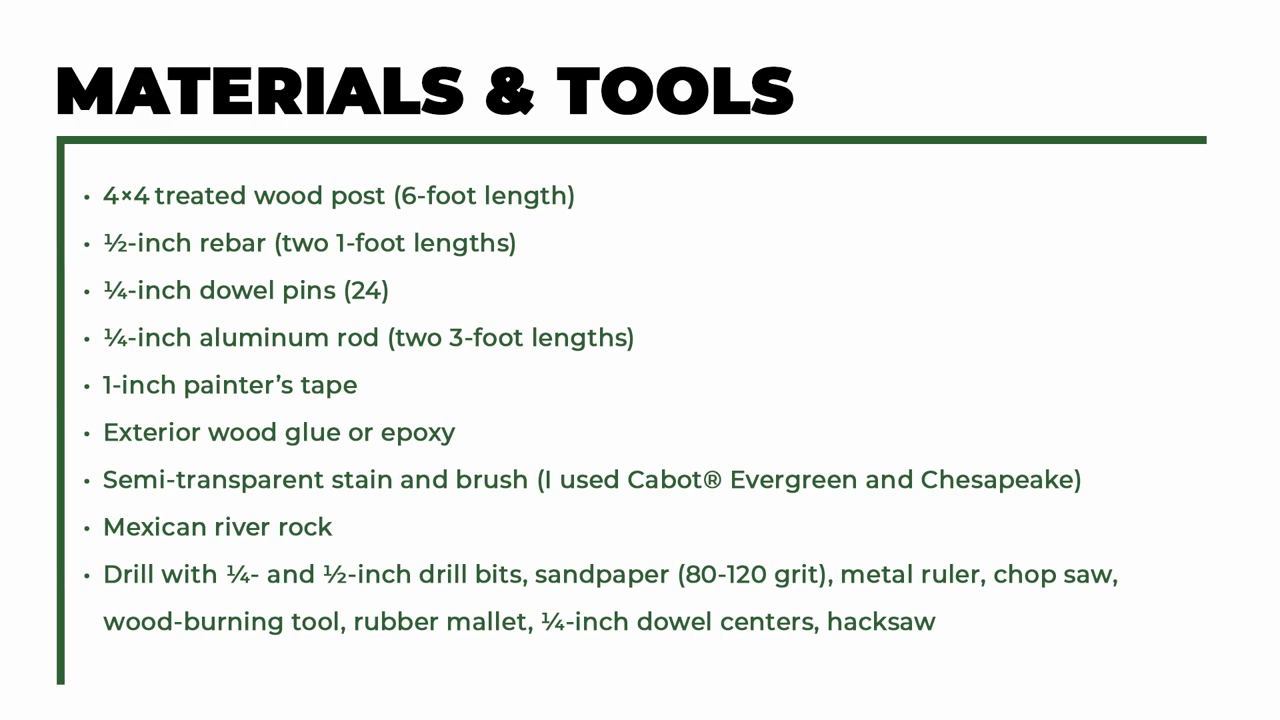 MATERIALS & TOOLS
• 4×4 treated wood post (6-foot length)
• ½-inch rebar (two 1-foot lengths)
• ¼-inch dowel pins (24)
• ¼-inch aluminum rod (two 3-foot lengths)
• 1-inch painter’s tape
• Exterior wood glue or epoxy
• Semi-transparent stain and brush (I used Cabot® Evergreen and Chesapeake)
• Mexican river rock
• Drill with ¼- and ½-inch drill bits, sandpaper (80-120 grit), metal ruler, chop saw,
wood-burning tool, rubber mallet, ¼-inch dowel centers, hacksaw